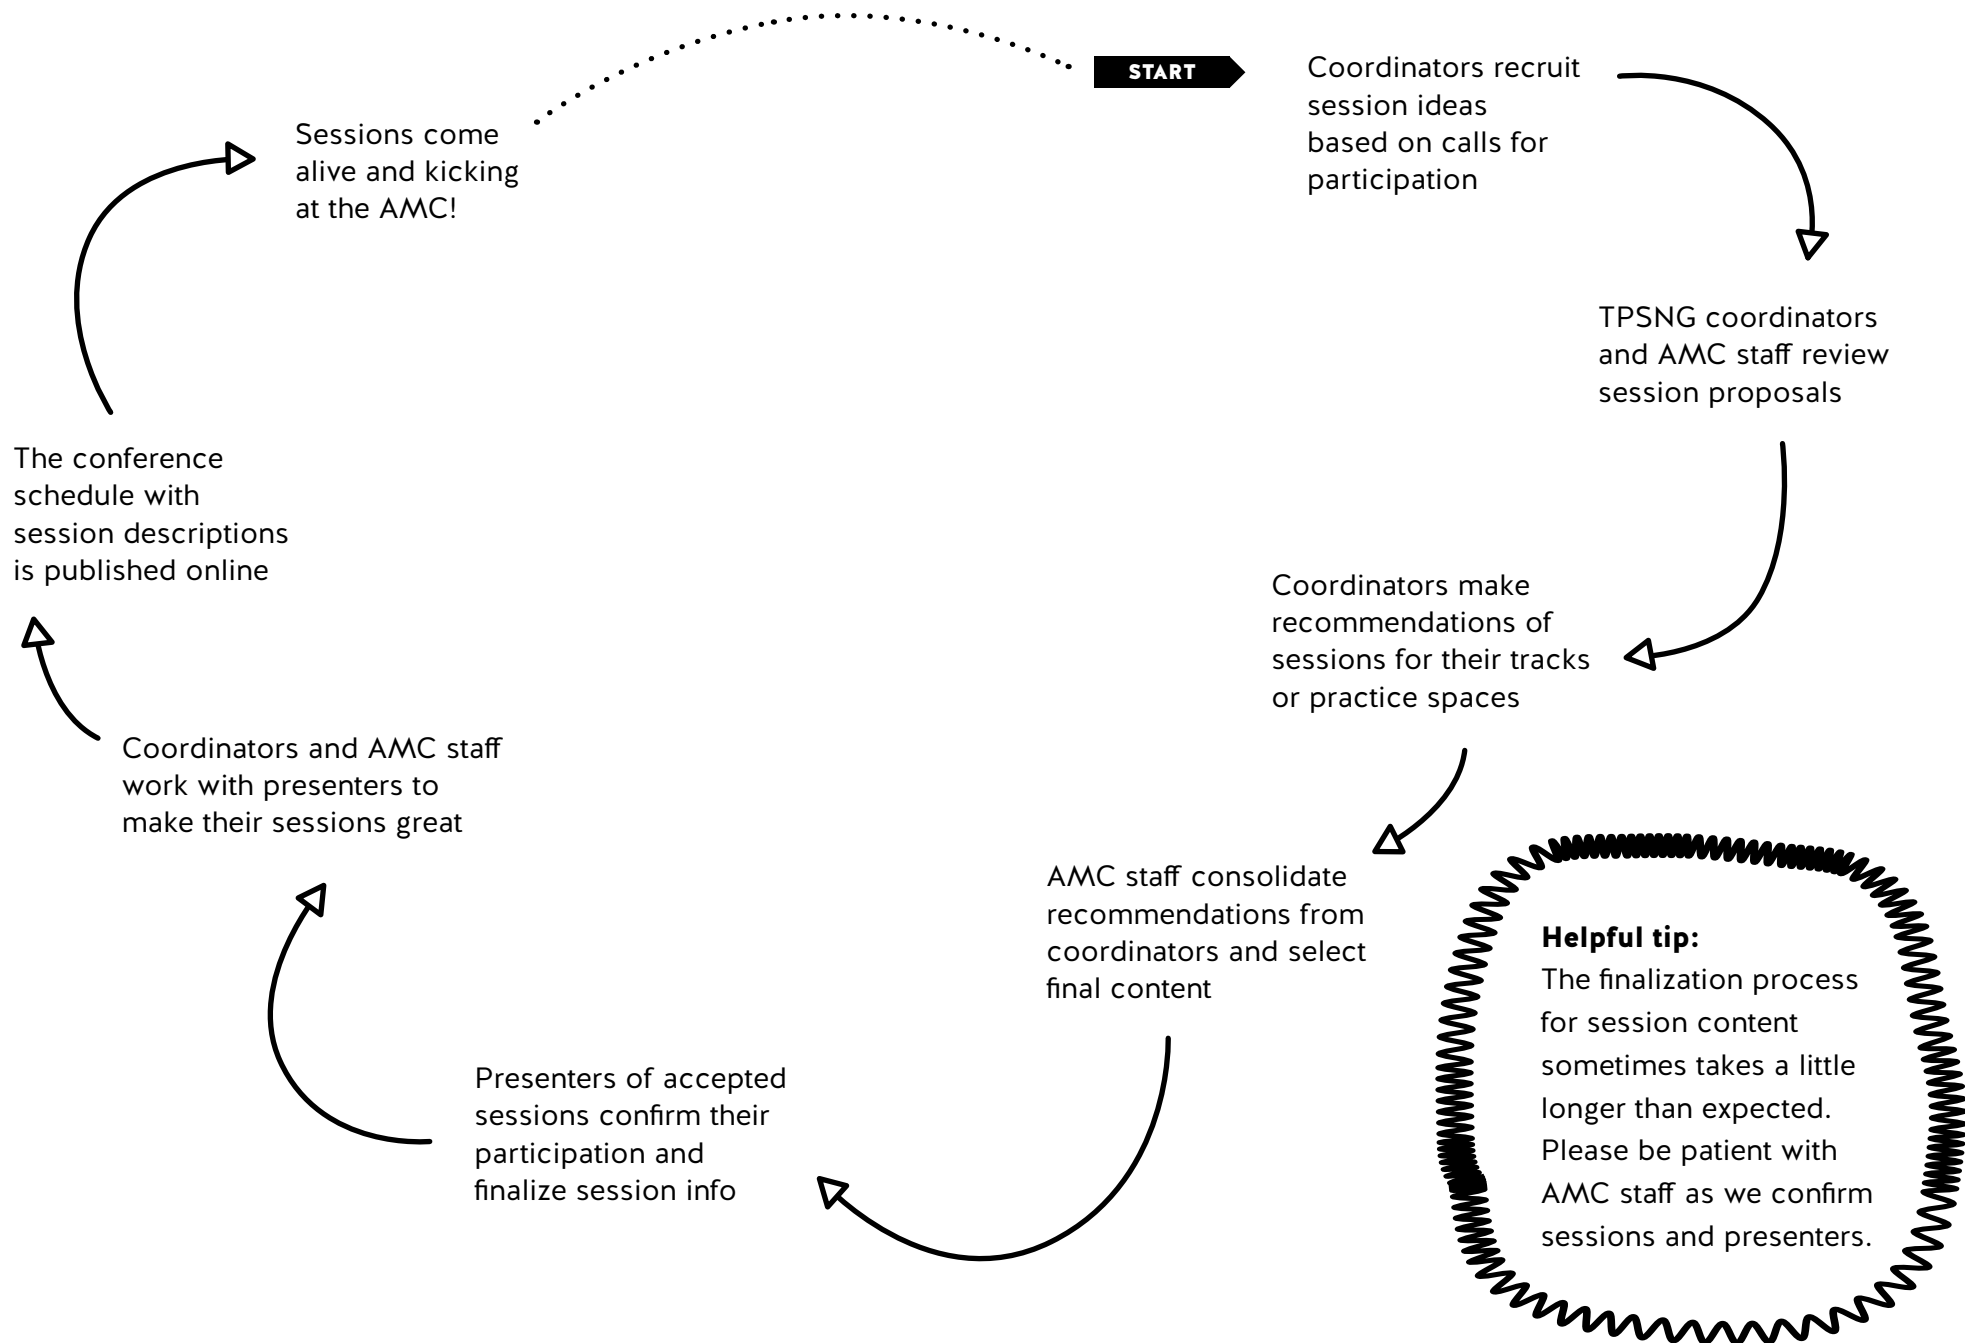 START
Coordinators recruit
session ideas
based on calls for
participation
TPSNG coordinators
and AMC staff review
session proposals
Coordinators make
recommendations of
sessions for their tracks
or practice spaces
AMC staff consolidate
recommendations from
coordinators and select
final content
Presenters of accepted
sessions confirm their
participation and
finalize session info
Coordinators and AMC staff
work with presenters to
make their sessions great
The conference
schedule with
session descriptions
is published online
Sessions come
alive and kicking
at the AMC!
Helpful tip:
The finalization process
for session content
sometimes takes a little
longer than expected.
Please be patient with
AMC staff as we confirm
sessions and presenters.